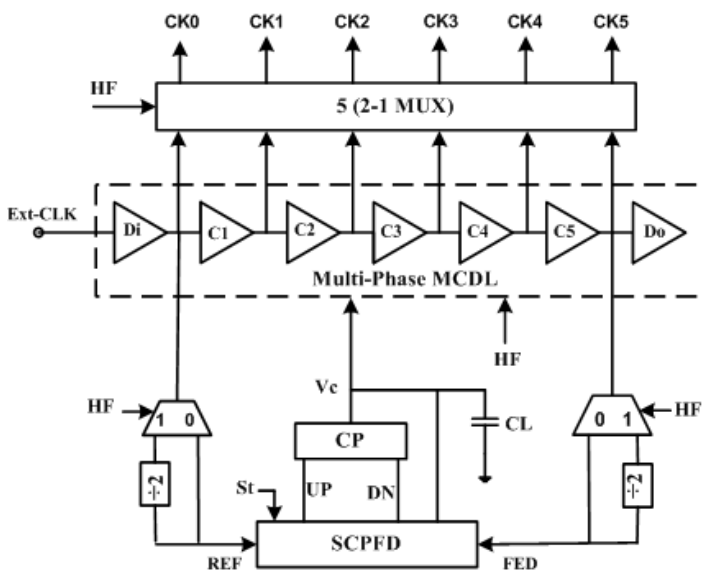 CK0 CK1 CK2 CK3 CK4 CK5
HF
5 (2-1 MUX)
Ext-CLK
Di C1 C2 C3 C4 C5 Do
Multi-Phase MCDL
HF
Vc
HF 1 0
0 1 HF
CP
CL
÷2
÷2
St
UP DN
SCPFD
REF
FED